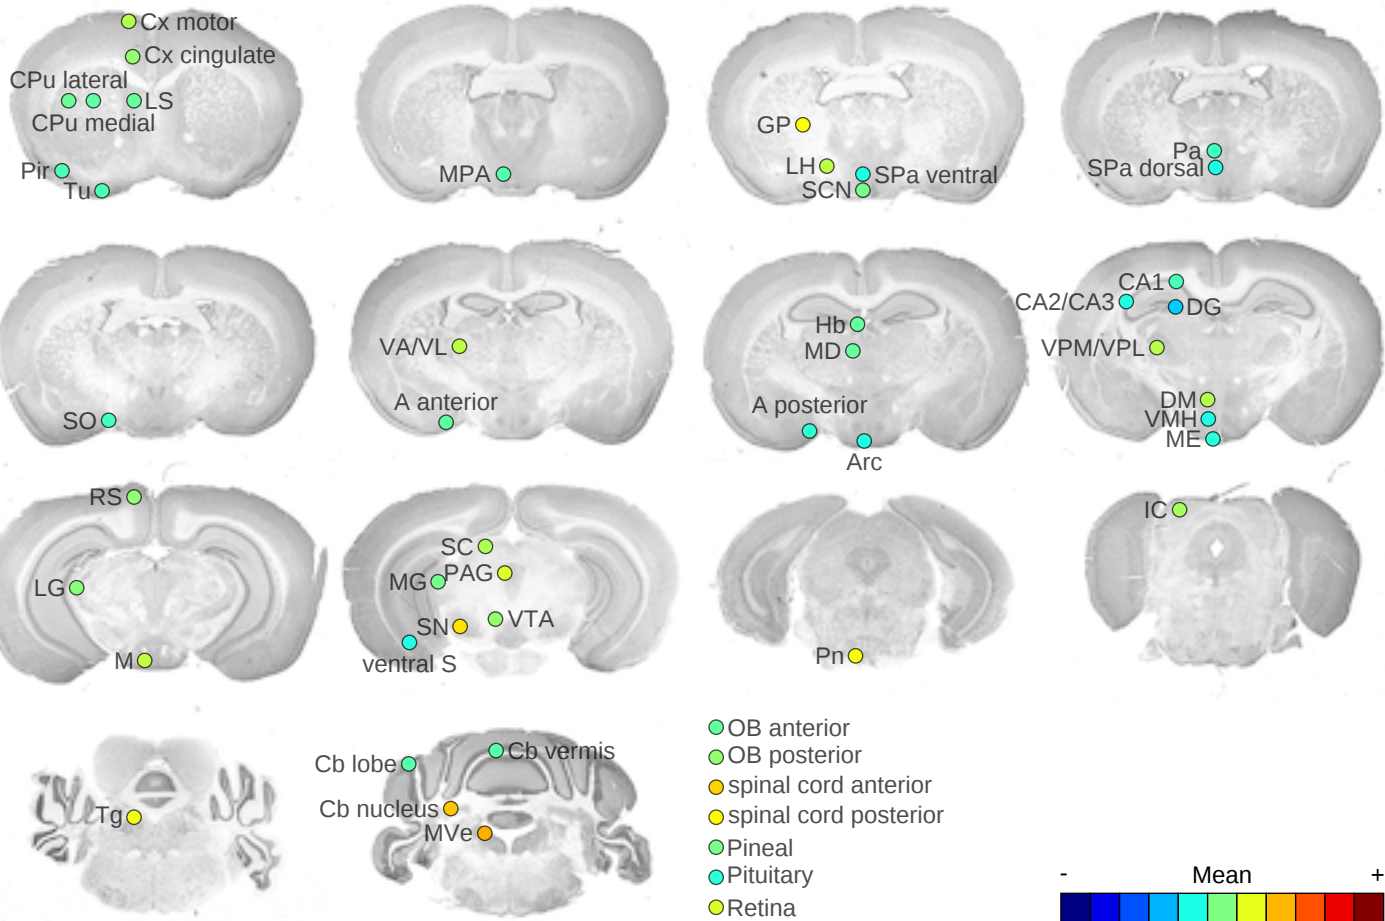 Cx motor
Cx cingulate
CPu lateral
LS
CPu medial
Pir
Tu
MPA
GP
LH
SPa ventral
SCN
Pa
SPa dorsal
SO
VA/VL
A anterior
Hb
MD
A posterior
Arc
CA1
CA2/CA3
DG
VPM/VPL
DM
VMH
ME
RS
LG
M
SC
MG
PAG
SN
VTA
ventral S
Pn
IC
Tg
Cb lobe
Cb vermis
Cb nucleus
MVe
OB anterior
OB posterior
spinal cord anterior
spinal cord posterior
Pineal
Pituitary
Retina
- Mean +